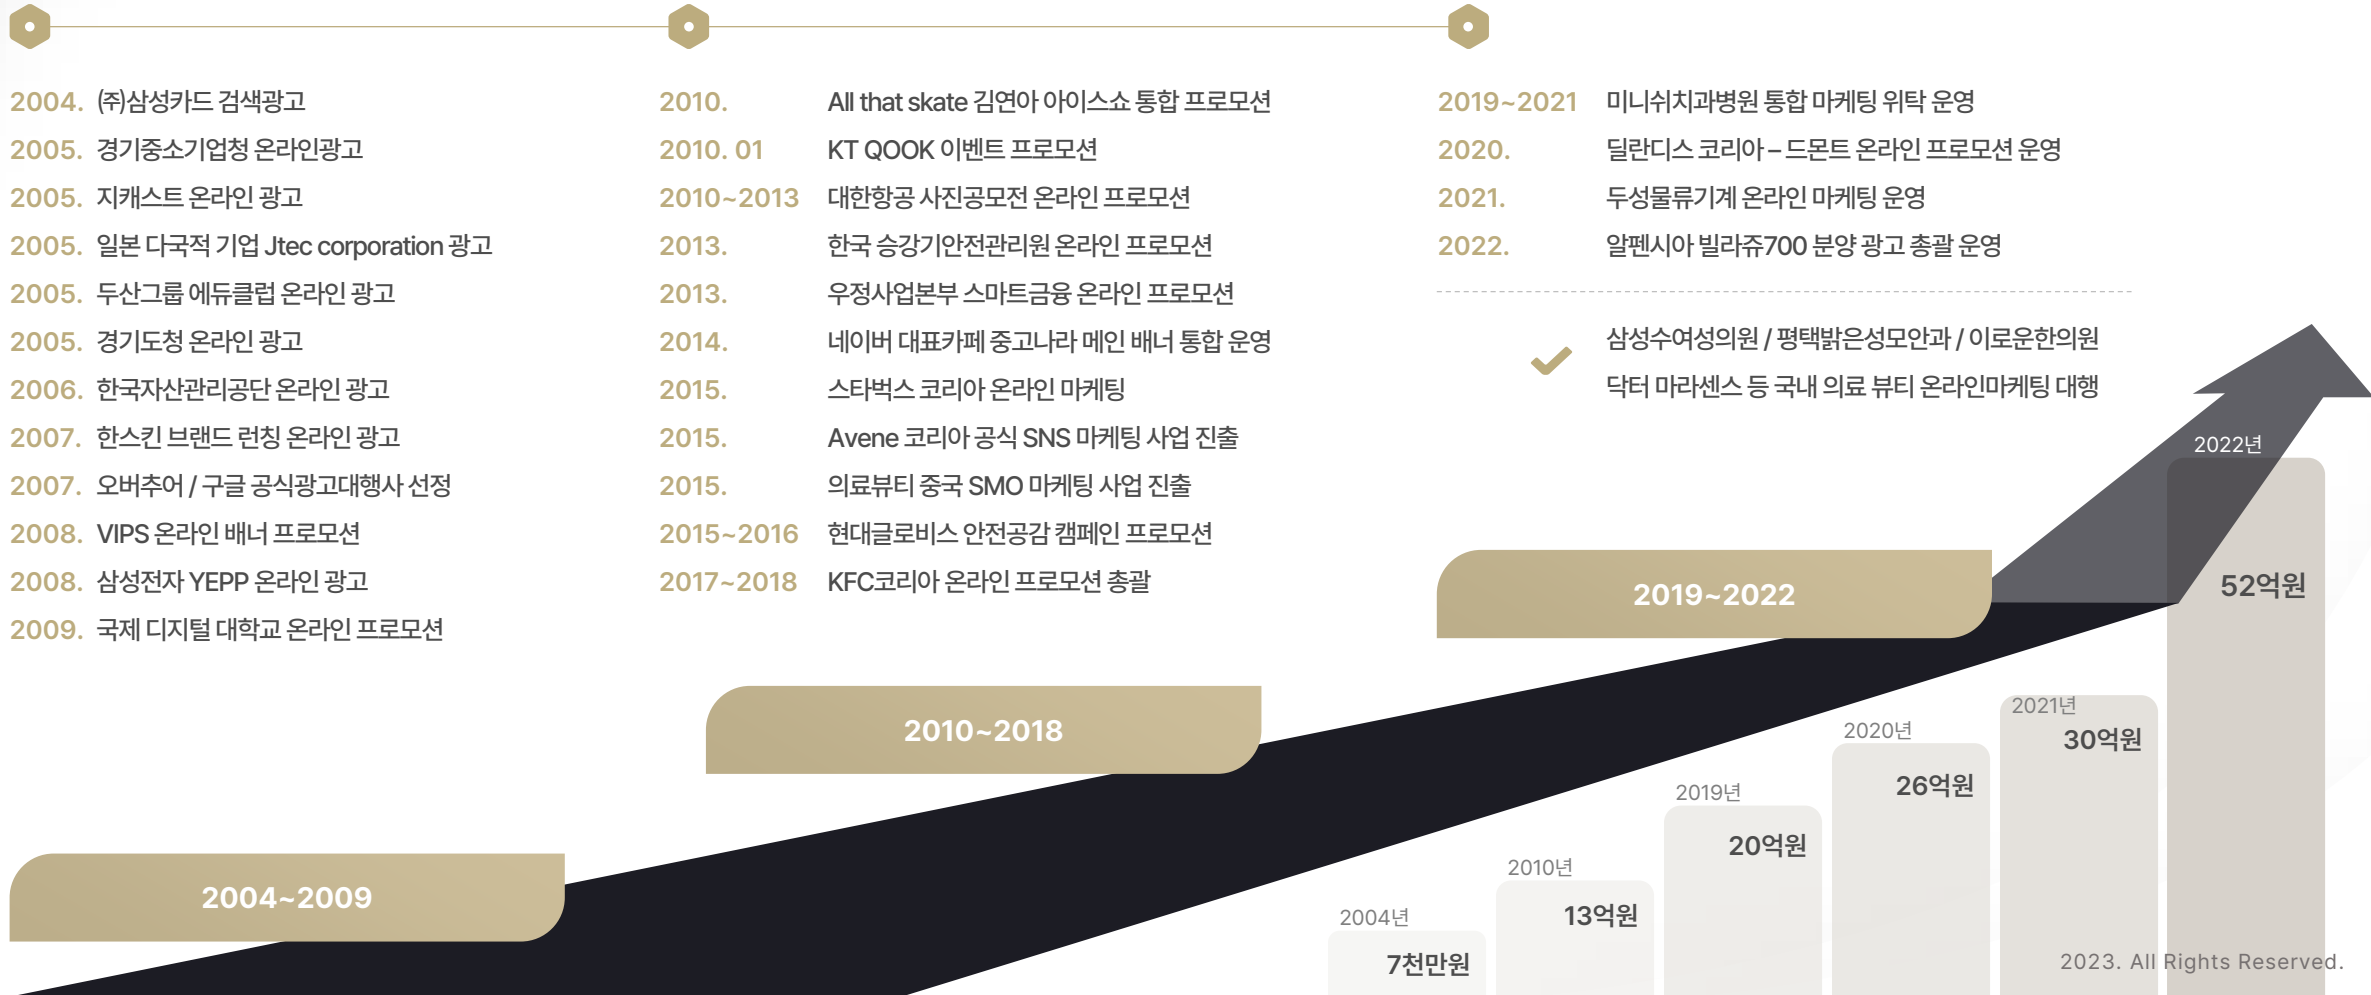 2004. ㈜삼성카드 검색광고
2005. 경기중소기업청 온라인광고
2005. 지캐스트 온라인 광고
2005. 일본 다국적 기업 Jtec corporation 광고
2005. 두산그룹 에듀클럽 온라인 광고
2005. 경기도청 온라인 광고
2006. 한국자산관리공단 온라인 광고
2007. 한스킨 브랜드 런칭 온라인 광고
2007. 오버추어 / 구글 공식광고대행사 선정
2008. VIPS 온라인 배너 프로모션
2008. 삼성전자 YEPP 온라인 광고
2009. 국제 디지털 대학교 온라인 프로모션
2010. All that skate 김연아 아이스쇼 통합 프로모션
2010. 01 KT QOOK 이벤트 프로모션
2010~2013 대한항공 사진공모전 온라인 프로모션
2013. 한국 승강기안전관리원 온라인 프로모션
2013. 우정사업본부 스마트금융 온라인 프로모션
2014. 네이버 대표카페 중고나라 메인 배너 통합 운영
2015. 스타벅스 코리아 온라인 마케팅
2015. Avene 코리아 공식 SNS 마케팅 사업 진출
2015. 의료뷰티 중국 SMO 마케팅 사업 진출
2015~2016 현대글로비스 안전공감 캠페인 프로모션
2017~2018 KFC코리아 온라인 프로모션 총괄
2019~2021 미니쉬치과병원 통합 마케팅 위탁 운영
2020. 딜란디스 코리아 – 드몬트 온라인 프로모션 운영
2021. 두성물류기계 온라인 마케팅 운영
2022. 알펜시아 빌라쥬700 분양 광고 총괄 운영
삼성수여성의원 / 평택밝은성모안과 / 이로운한의원
닥터 마라센스 등 국내 의료 뷰티 온라인마케팅 대행
2004~2009
2010~2018
2019~2022
2004년
7천만원
2010년
13억원
2019년
20억원
2020년
26억원
2021년
30억원
2022년
52억원
2023. All Rights Reserved.